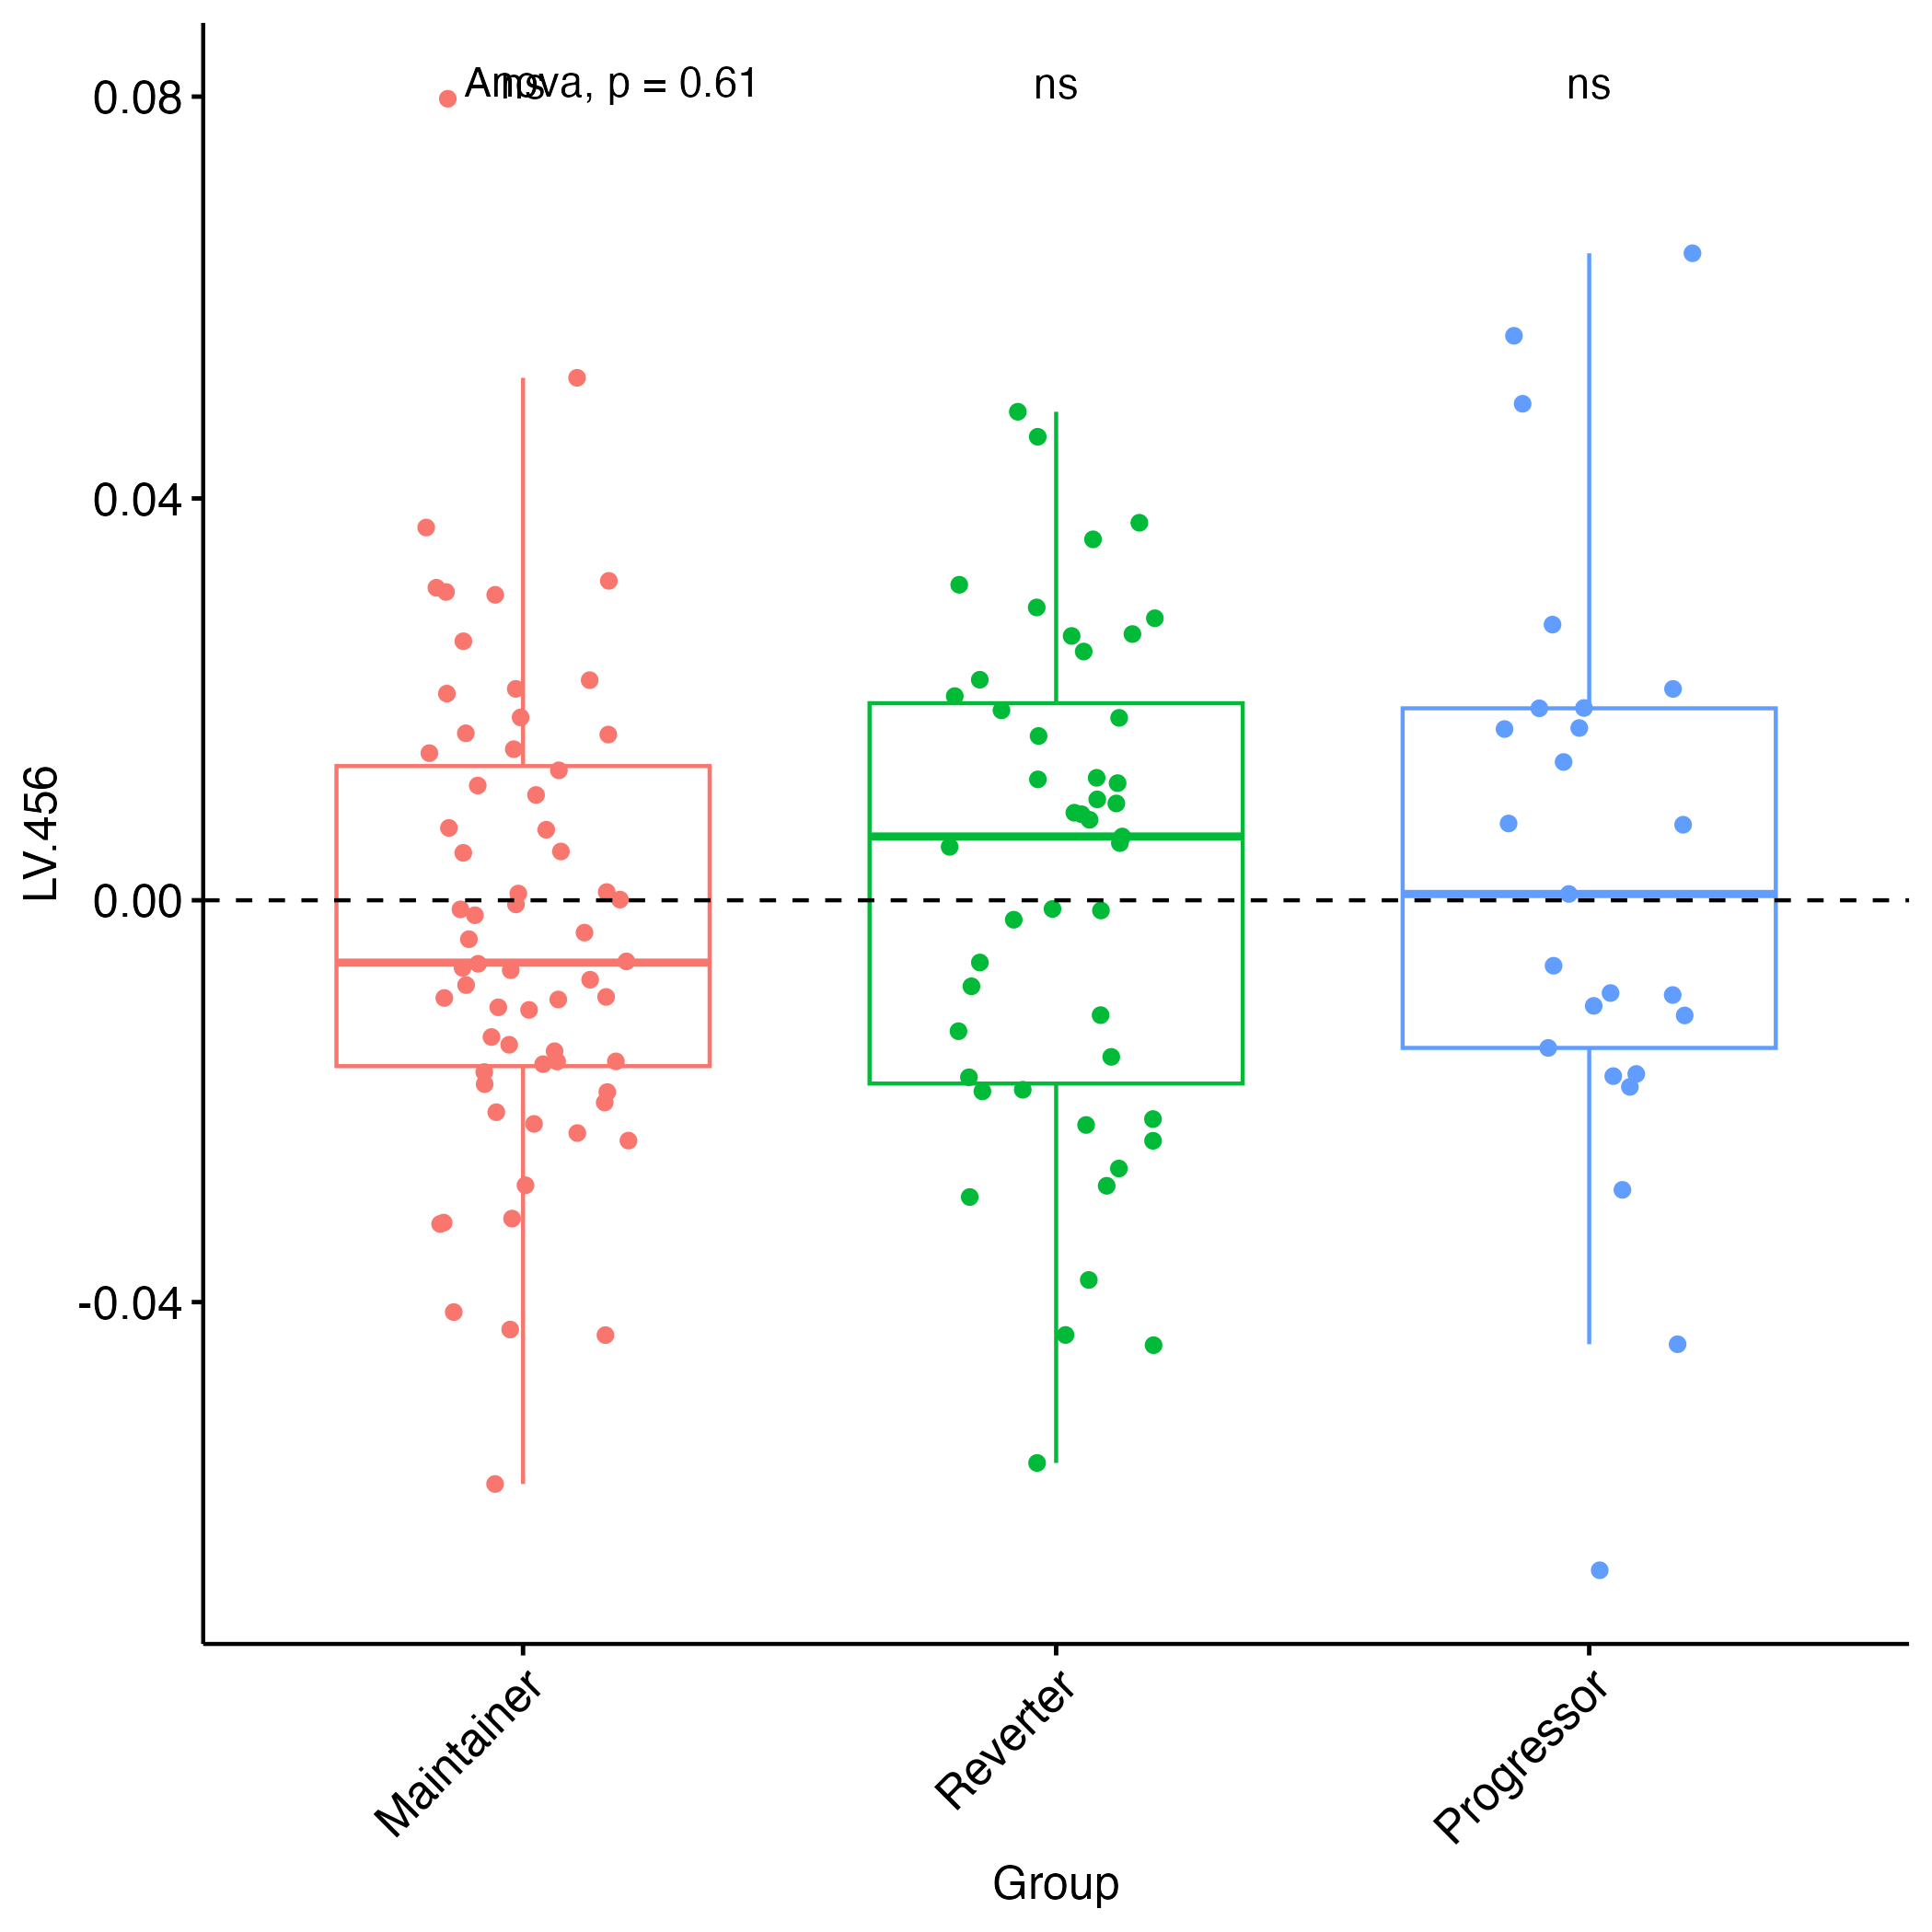 Anova, p = 0.61
ns
ns
ns
0.08
0.04
0.00
-0.04
LV.456
Maintainer
Reverter
Progressor
Group